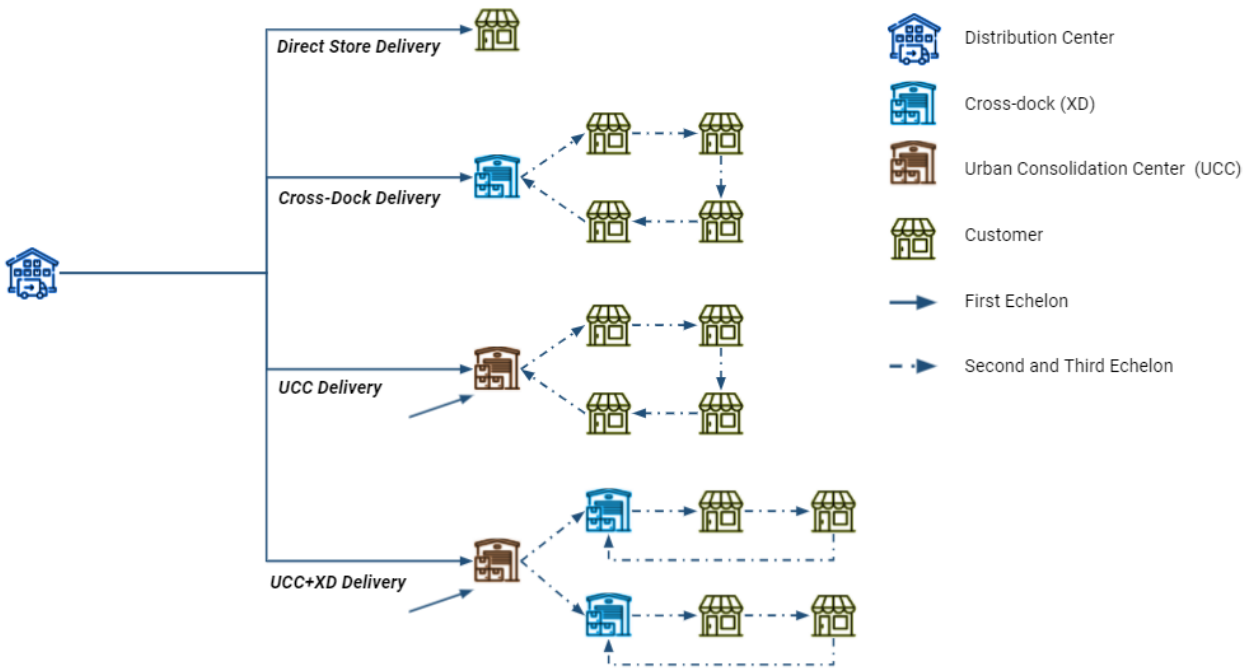 Direct Store Delivery
Cross-Dock Delivery
UCC Delivery
UCC+XD Delivery
Distribution Center
Cross-dock (XD)
Urban Consolidation Center (UCC)
Customer
First Echelon
Second and Third Echelon